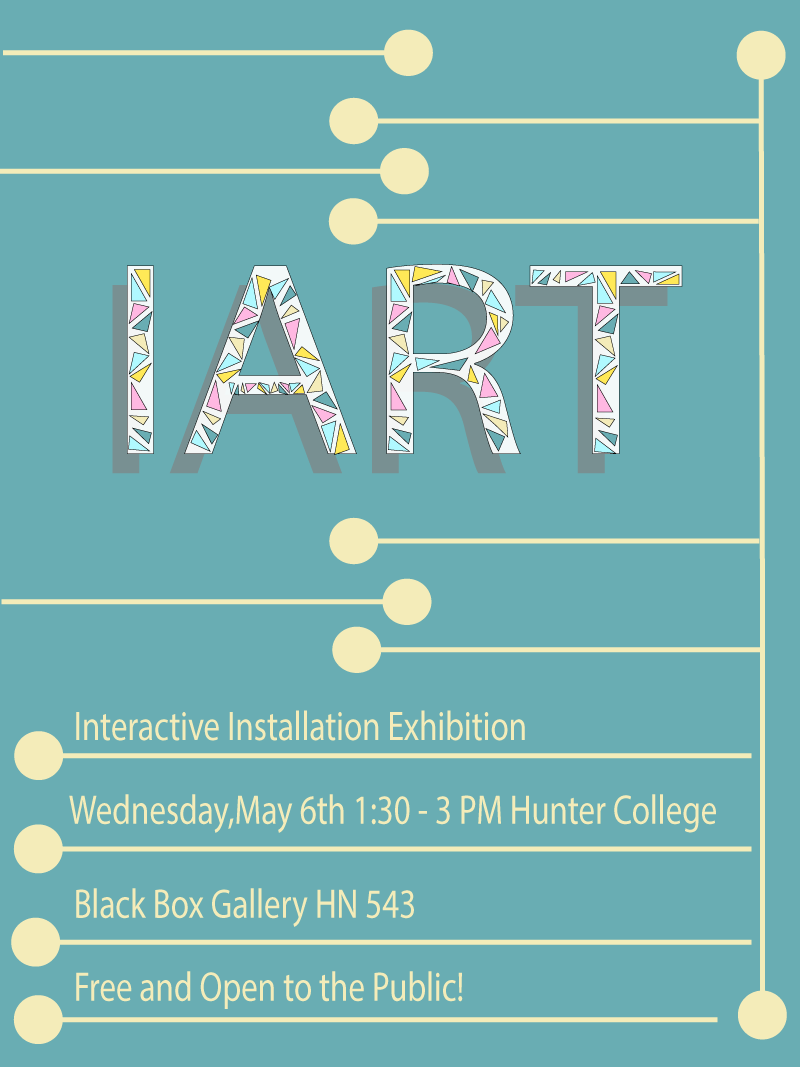 IART
Interactive Installation Exhibition
Wednesday,May 6th 1:30 - 3 PM Hunter College
Black Box Gallery HN 543
Free and Open to the Public!